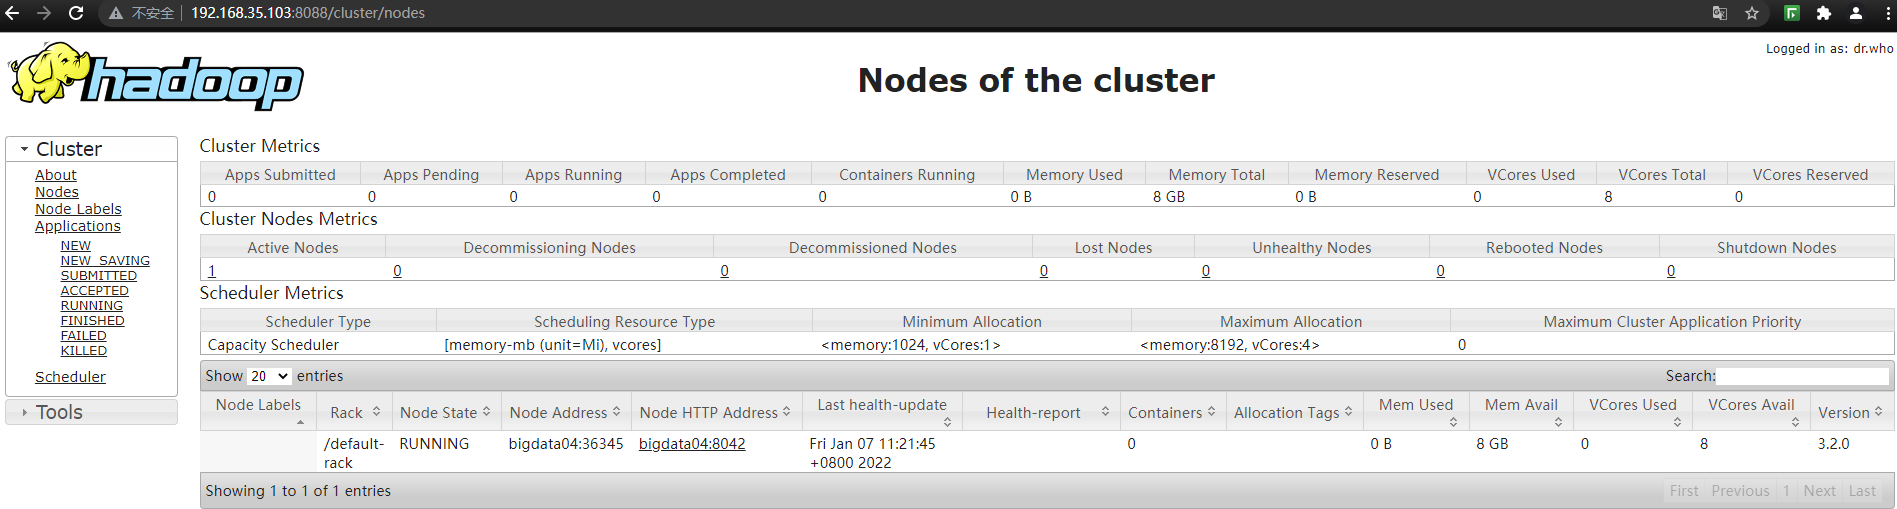 不安全 192.168.35.103:8088/cluster/nodes
Logged in as: dr.who
hadoop
Nodes of the cluster
Cluster
About
Nodes
Node Labels
Applications
NEW
NEW_SAVING
SUBMITTED
ACCEPTED
RUNNING
FINISHED
FAILED
KILLED
Scheduler
Tools
Cluster Metrics
Apps Submitted Apps Pending Apps Running Apps Completed Containers Running Memory Used Memory Total Memory Reserved VCores Used VCores Total VCores Reserved
0 0 0 0 0 0 B 8 GB 0 B 0 8 0
Cluster Nodes Metrics
Active Nodes Decommissioning Nodes Decommissioned Nodes Lost Nodes Unhealthy Nodes Rebooted Nodes Shutdown Nodes
1 0 0 0 0 0 0
Scheduler Metrics
Scheduler Type Scheduling Resource Type Minimum Allocation Maximum Allocation Maximum Cluster Application Priority
Capacity Scheduler [memory-mb (unit=Mi), vcores] <memory:1024, vCores:1> <memory:8192, vCores:4> 0
Show 20 entries Search:
Node Labels Rack Node State Node Address Node HTTP Address Last health-update Health-report Containers Allocation Tags Mem Used Mem Avail VCores Used VCores Avail Version
/default- RUNNING bigdata04:36345 bigdata04:8042 Fri Jan 07 11:21:45 0 0 B 8 GB 0 8 3.2.0
rack +0800 2022
Showing 1 to 1 of 1 entries First Previous 1 Next Last